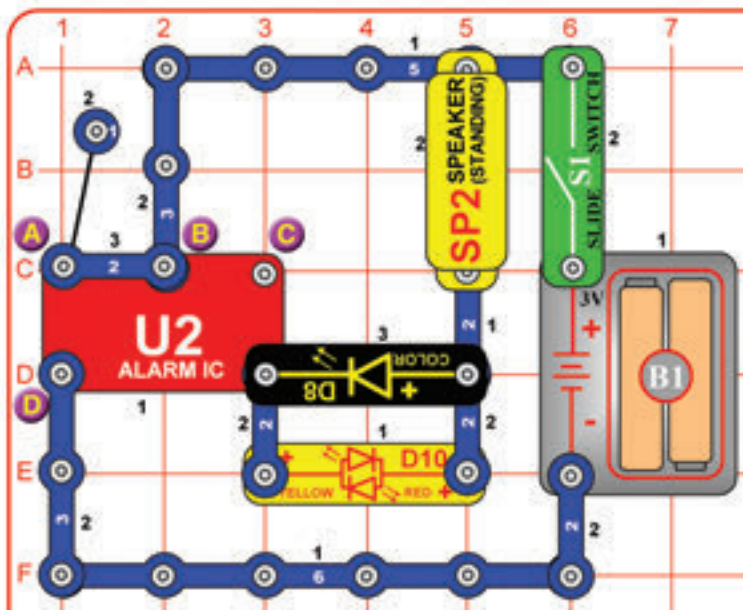 1 2 3 4 5 6 7
A
1
5
2
1
SPEAKER
(STANDING)
SP2
2
S1
SLIDE SWITCH
2
B
2
3
A
3
B
C
C
2
1
3V
+
-
B1
U2
ALARM IC
2
1
3
COLOR
D8
+
D
D
1
2
2
2
2
1
+
D10
YELLOW
RED +
E
3
2
2
2
1
6
F